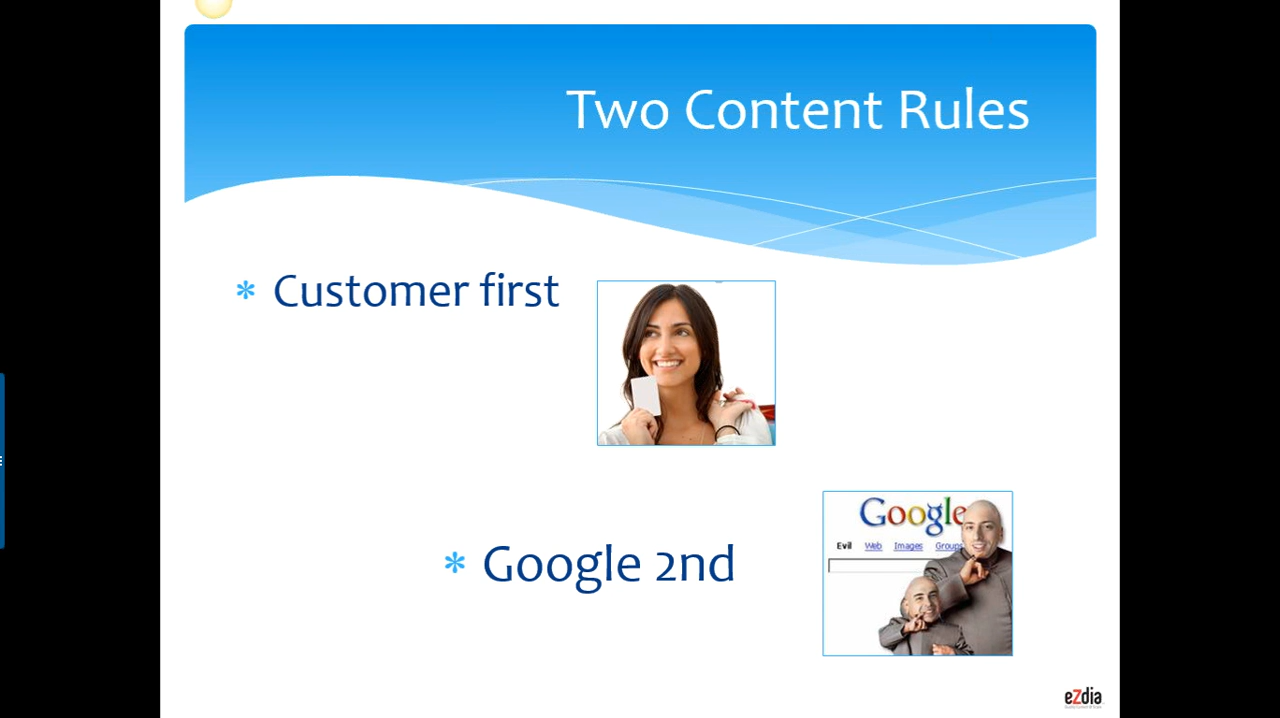 Two Content Rules
Customer first
Google
Evil Web Images Groups
Google 2nd
eZdia